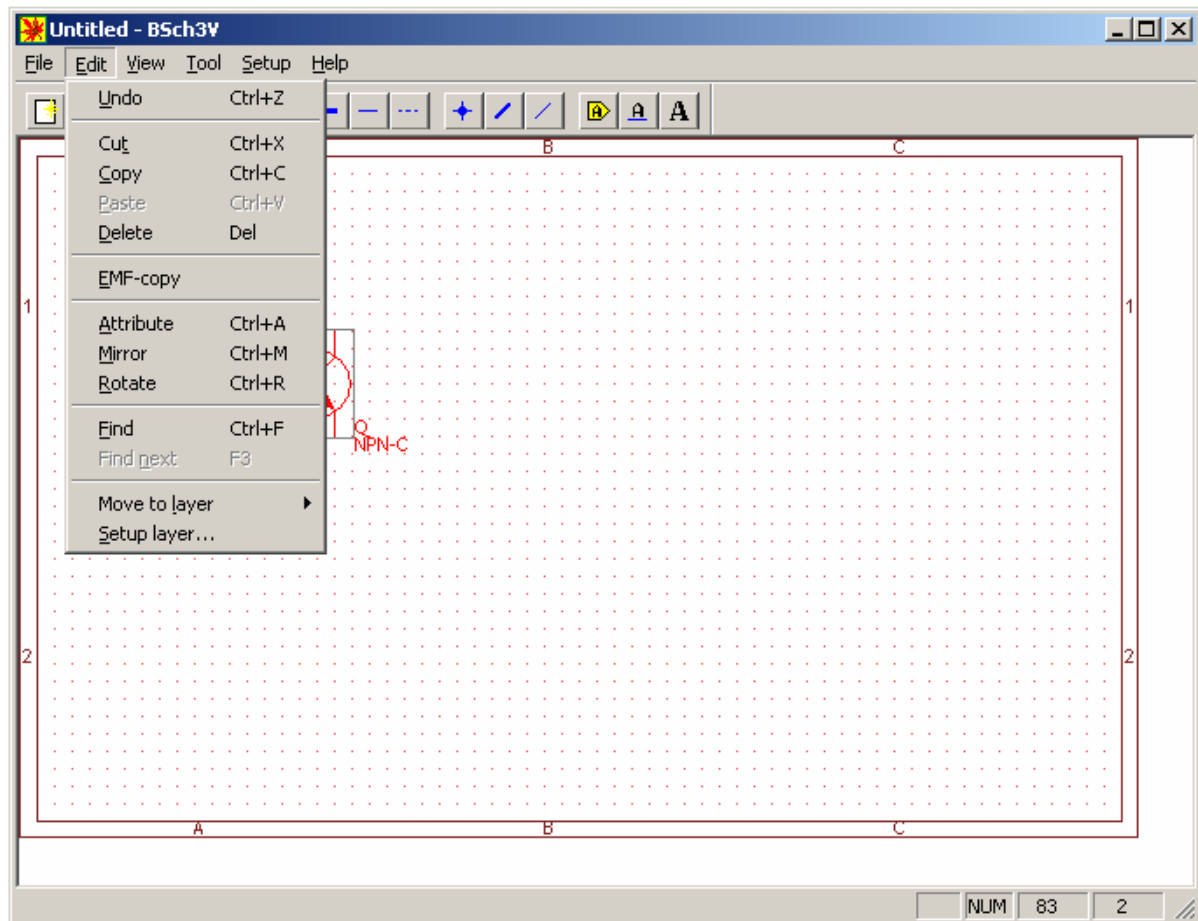 Untitled - BSch3V
File Edit View Tool Setup Help
Undo Ctrl+Z
Cut Ctrl+X
Copy Ctrl+C
Paste Ctrl+V
Delete Del
EMF-copy
Attribute Ctrl+A
Mirror Ctrl+M
Rotate Ctrl+R
Find Ctrl+F
Find next F3
Move to layer
Setup layer...
A A A
B C
1 1
Q
NPN-C
2 2
A B C
NUM 83 2